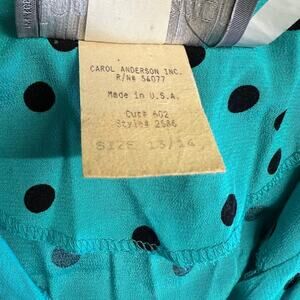 CAROL ANDERSON INC.
R/N# 54077
Made in U.S.A.
Cut# 602
Style# 2586
SIZE 13/14